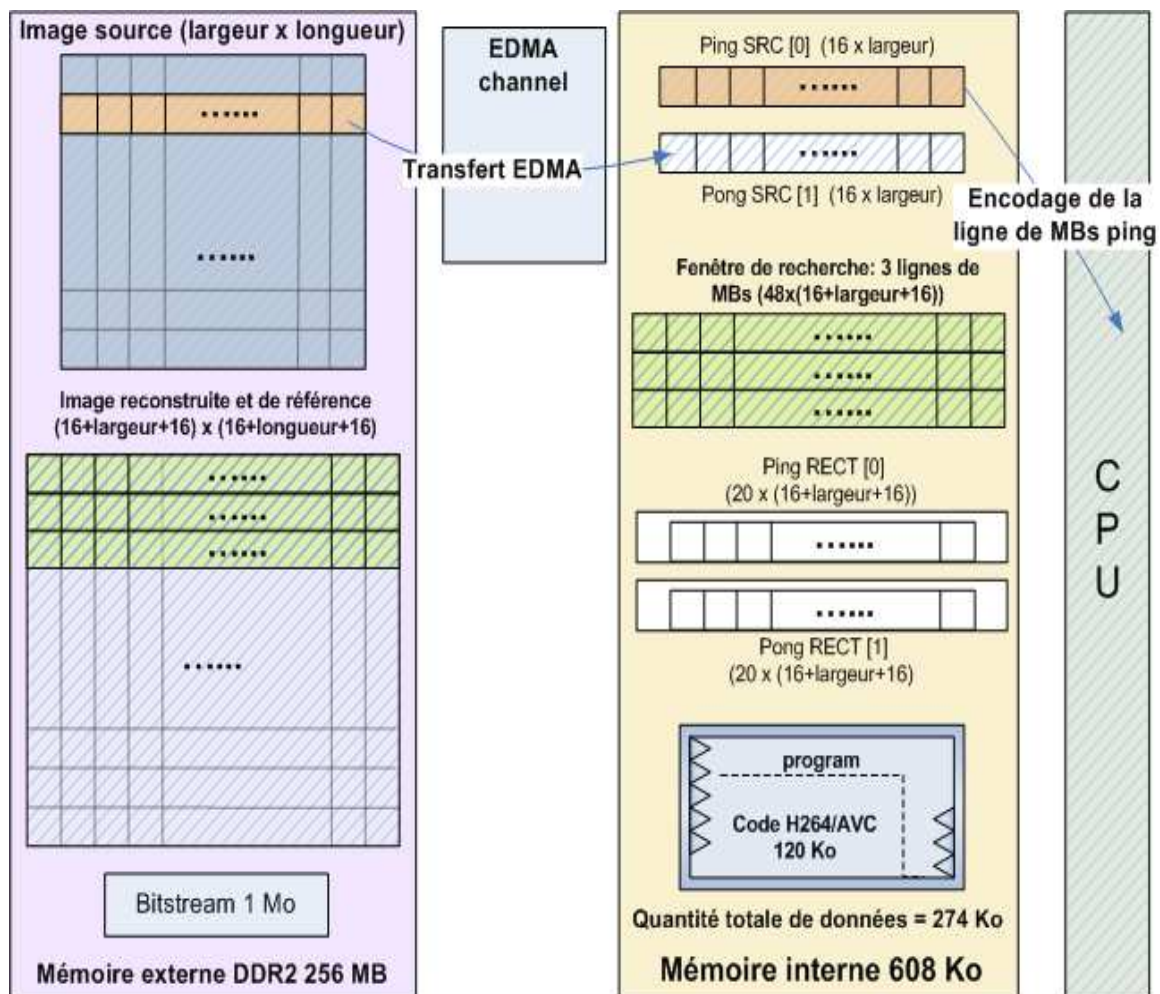 Image source (largeur x longueur)
Image reconstruite et de référence
(16+largeur+16) x (16+longueur+16)
Bitstream 1 Mo
Mémoire externe DDR2 256 MB
EDMA
channel
Transfert EDMA
Ping SRC [0] (16 x largeur)
Pong SRC [1] (16 x largeur)
Encodage de la
ligne de MBs ping
Fenêtre de recherche: 3 lignes de
MBs (48x(16+largeur+16))
Ping RECT [0]
(20 x (16+largeur+16))
Pong RECT [1]
(20 x (16+largeur+16)
program
Code H264/AVC
120 Ko
Quantité totale de données = 274 Ko
Mémoire interne 608 Ko
C
P
U